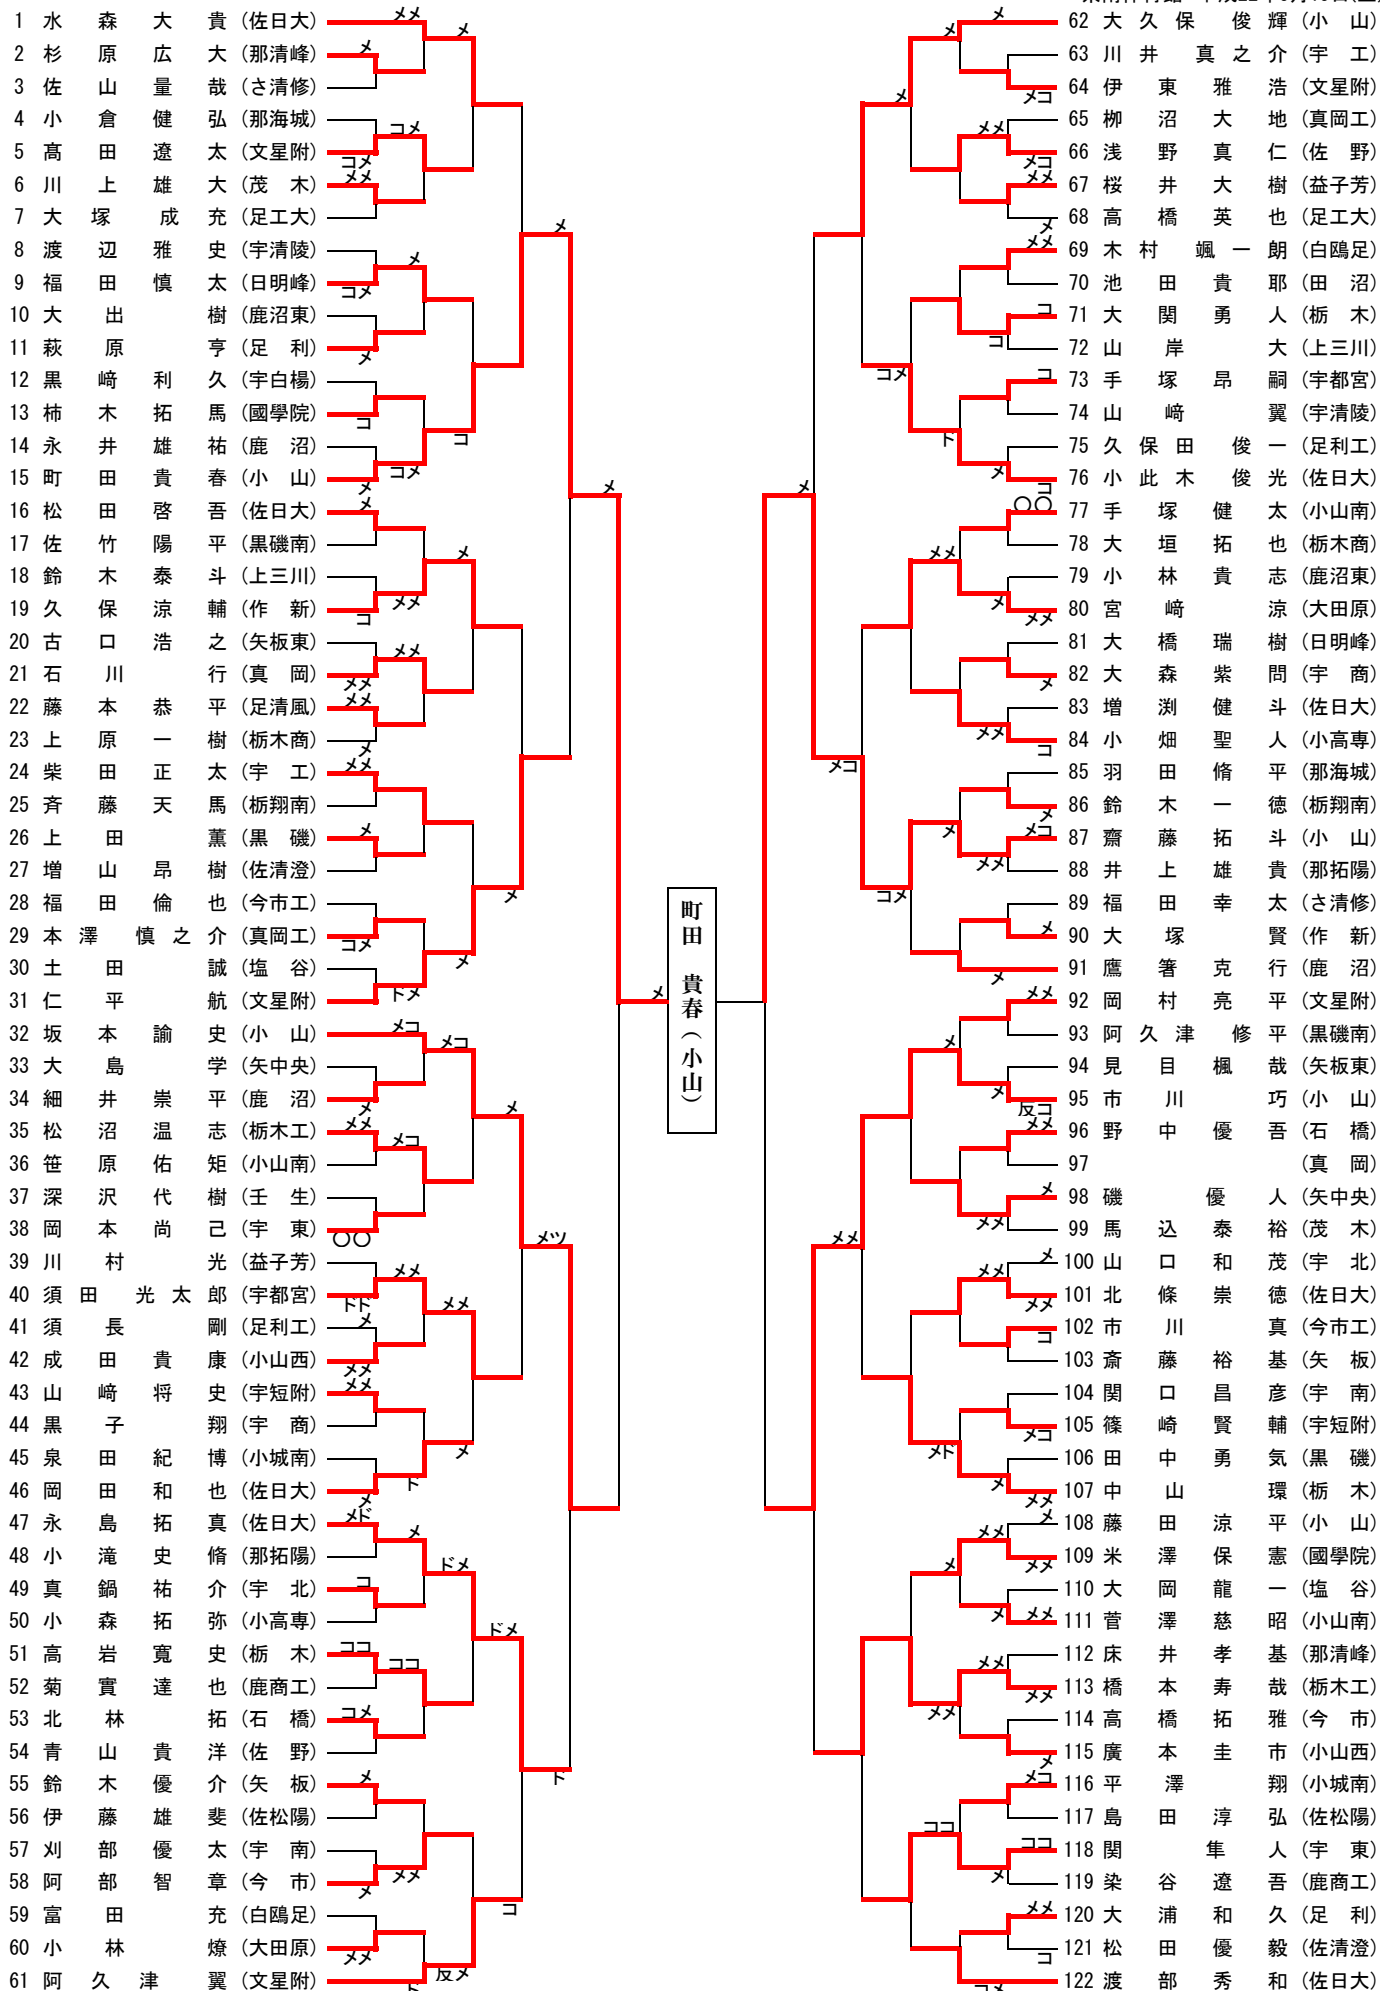 1 水森大貴(佐日大)
2 杉原広大(那清峰)
3 佐山量哉(さ清修)
4 小倉健弘(那海城)
5 髙田遼太(文星附)
6 川上雄大(茂木)
7 大塚成充(足工大)
8 渡辺雅史(宇清陵)
9 福田慎太(日明峰)
10 大出樹(鹿沼東)
11 萩原亨(足利)
12 黒﨑利久(宇白楊)
13 柿木拓馬(國學院)
14 永井雄祐(鹿沼)
15 町田貴春(小山)
16 松田啓吾(佐日大)
17 佐竹陽平(黒磯南)
18 鈴木泰斗(上三川)
19 久保涼輔(作新)
20 古口浩之(矢板東)
21 石川行(真岡)
22 藤本恭平(足清風)
23 上原一樹(栃木商)
24 柴田正太(宇工)
25 斉藤天馬(栃翔南)
26 上田薫(黒磯)
27 増山昂樹(佐清澄)
28 福田倫也(今市工)
29 本澤慎之介(真岡工)
30 土田誠(塩谷)
31 仁平航(文星附)
32 坂本諭史(小山)
33 大島学(矢中央)
34 細井崇平(鹿沼)
35 松沼温志(栃木工)
36 笹原佑矩(小山南)
37 深沢代樹(壬生)
38 岡本尚己(宇東)
39 川村光(益子芳)
40 須田光太郎(宇都宮)
41 須長剛(足利工)
42 成田貴康(小山西)
43 山﨑将史(宇短附)
44 黒子翔(宇商)
45 泉田紀博(小城南)
46 岡田和也(佐日大)
47 永島拓真(佐日大)
48 小滝史脩(那拓陽)
49 真鍋祐介(宇北)
50 小森拓弥(小高専)
51 高岩寛史(栃木)
52 菊實達也(鹿商工)
53 北林拓(石橋)
54 青山貴洋(佐野)
55 鈴木優介(矢板)
56 伊藤雄斐(佐松陽)
57 刈部優太(宇南)
58 阿部智章(今市)
59 富田充(白鴎足)
60 小林燎(大田原)
61 阿久津翼(文星附)
町田 貴春(小山)
62 大久保俊輝(小山)
63 川井真之介(宇工)
64 伊東雅浩(文星附)
65 柳沼大地(真岡工)
66 浅野真仁(佐野)
67 桜井大樹(益子芳)
68 高橋英也(足工大)
69 木村颯一朗(白鴎足)
70 池田貴耶(田沼)
71 大関勇人(栃木)
72 山岸大(上三川)
73 手塚昂嗣(宇都宮)
74 山﨑翼(宇清陵)
75 久保田俊一(足利工)
76 小此木俊光(佐日大)
77 手塚健太(小山南)
78 大垣拓也(栃木商)
79 小林貴志(鹿沼東)
80 宮﨑涼(大田原)
81 大橋瑞樹(日明峰)
82 大森紫問(宇商)
83 増渕健斗(佐日大)
84 小畑聖人(小高専)
85 羽田脩平(那海城)
86 鈴木一徳(栃翔南)
87 齋藤拓斗(小山)
88 井上雄貴(那拓陽)
89 福田幸太(さ清修)
90 大塚賢(作新)
91 鷹箸克行(鹿沼)
92 岡村亮平(文星附)
93 阿久津修平(黒磯南)
94 見目楓哉(矢板東)
95 市川巧(小山)
96 野中優吾(石橋)
97 (真岡)
98 磯優人(矢中央)
99 馬込泰裕(茂木)
100 山口和茂(宇北)
101 北條崇徳(佐日大)
102 市川真(今市工)
103 斎藤裕基(矢板)
104 関口昌彦(宇南)
105 篠崎賢輔(宇短附)
106 田中勇気(黒磯)
107 中山環(栃木)
108 藤田涼平(小山)
109 米澤保憲(國學院)
110 大岡龍一(塩谷)
111 菅澤慈昭(小山南)
112 床井孝基(那清峰)
113 橋本寿哉(栃木工)
114 高橋拓雅(今市)
115 廣本圭市(小山西)
116 平澤翔(小城南)
117 島田淳弘(佐松陽)
118 関隼人(宇東)
119 染谷遼吾(鹿商工)
120 大浦和久(足利)
121 松田優毅(佐清澄)
122 渡部秀和(佐日大)